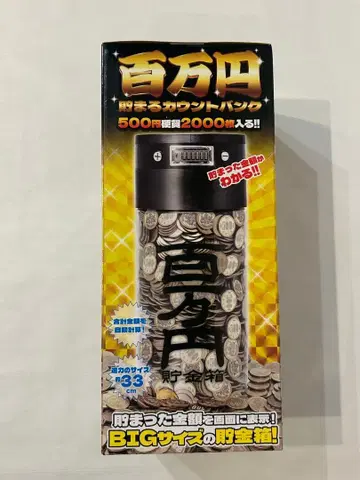 百万円
貯まるカウントバンク
500円硬貨2000枚入る!!
貯まった金額が
わかる!!
百万円
貯金箱
合計金額を
自動計算!
迫力のサイズ
約33cm
貯まった金額を画面に表示!
BIGサイズの貯金箱!